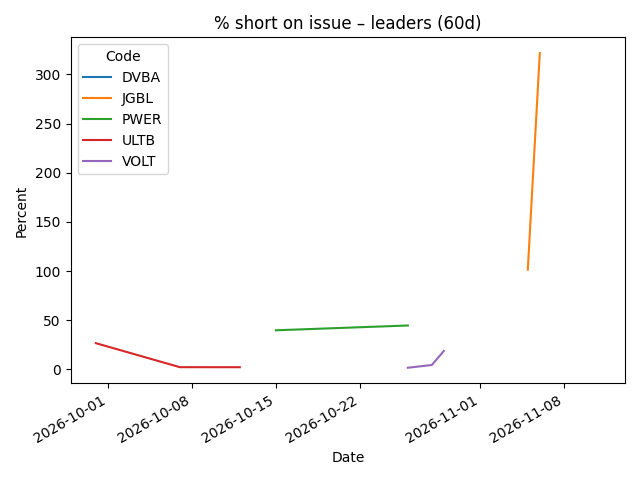 % short on issue – leaders (60d)
Code
DVBA
JGBL
PWER
ULTB
VOLT
300
250
200
150
100
50
0
Percent
2026-10-01
2026-10-08
2026-10-15
2026-10-22
2026-11-01
2026-11-08
Date